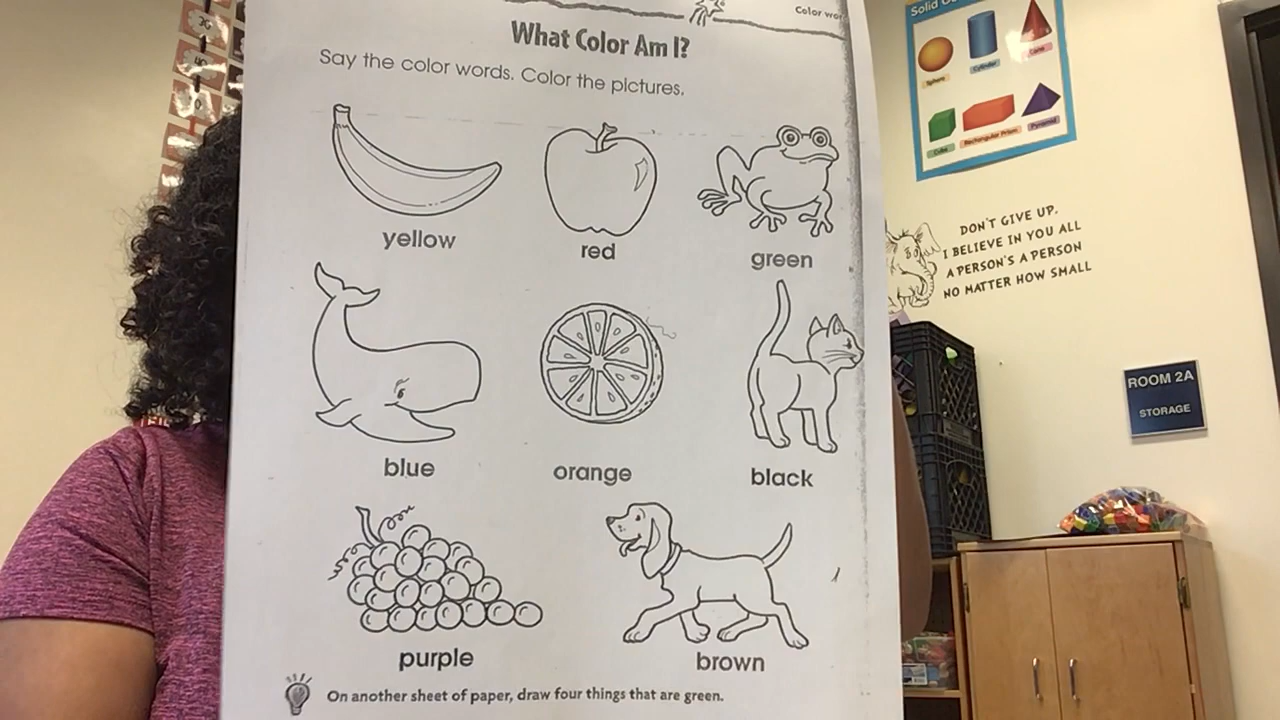 Color wor
What Color Am I?
Say the color words. Color the pictures.
yellow
red
green
blue
orange
black
purple
brown
On another sheet of paper, draw four things that are green.
Solid
Sphere
Cylinder
Cone
Cube
Rectangular Prism
Pyramid
DON'T GIVE UP.
I BELIEVE IN YOU ALL
A PERSON'S A PERSON
NO MATTER HOW SMALL
ROOM 2A
STORAGE